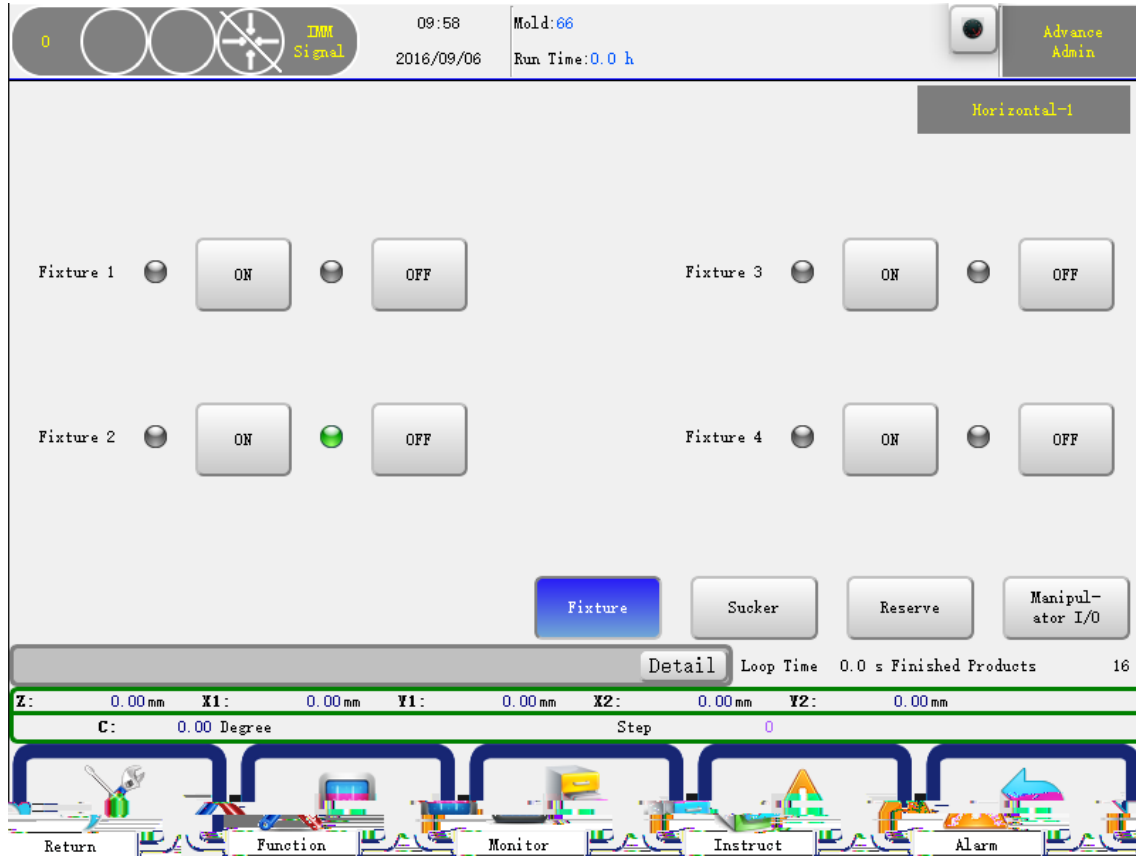 0
IMM
Signal
09:58
2016/09/06
Mold:66
Run Time:0.0 h
Advance
Admin
Horizontal-1
Fixture 1 ON OFF
Fixture 3 ON OFF
Fixture 2 ON OFF
Fixture 4 ON OFF
Fixture Sucker Reserve Manipul-
ator I/O
Detail Loop Time 0.0 s Finished Products 16
Z: 0.00mm X1: 0.00mm Y1: 0.00mm X2: 0.00mm Y2: 0.00mm
C: 0.00 Degree Step 0
Return Function Monitor Instruct Alarm